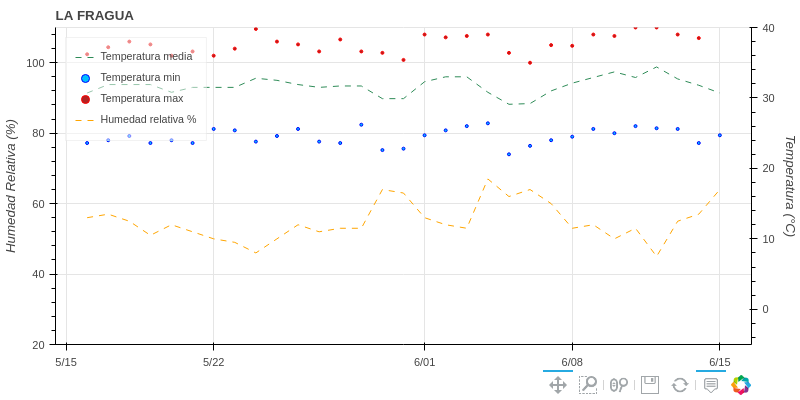 LA FRAGUA
Temperatura media
Temperatura min
Temperatura max
Humedad relativa %
Humedad Relativa (%)
100
80
60
40
20
Temperatura (°C)
40
30
20
10
0
5/15
5/22
6/01
6/08
6/15